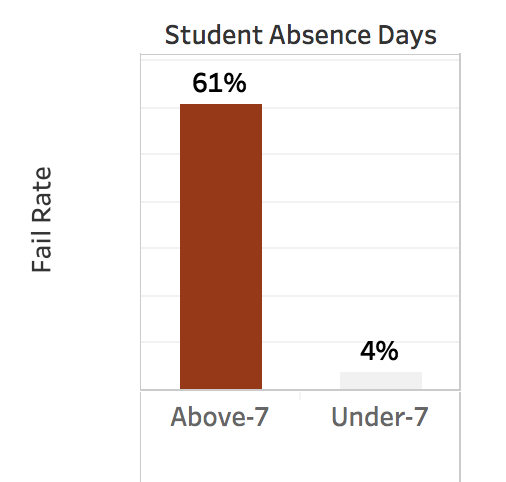 Student Absence Days
61%
Fail Rate
4%
Above-7
Under-7